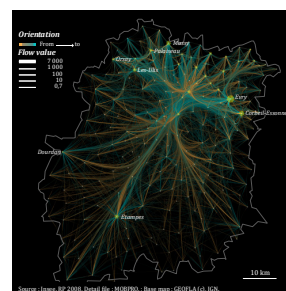 Orientation
From to
Flow value
7 000
1 000
100
10
0,7
Massy
Palaiseau
Orsay
Les Ulis
Evry
Corbeil-Essonnes
Dourdan
Etampes
10 km
Source : Insee, RP 2008. Detail file : MOBPRO. : Base map : GEOFLA (c), IGN.